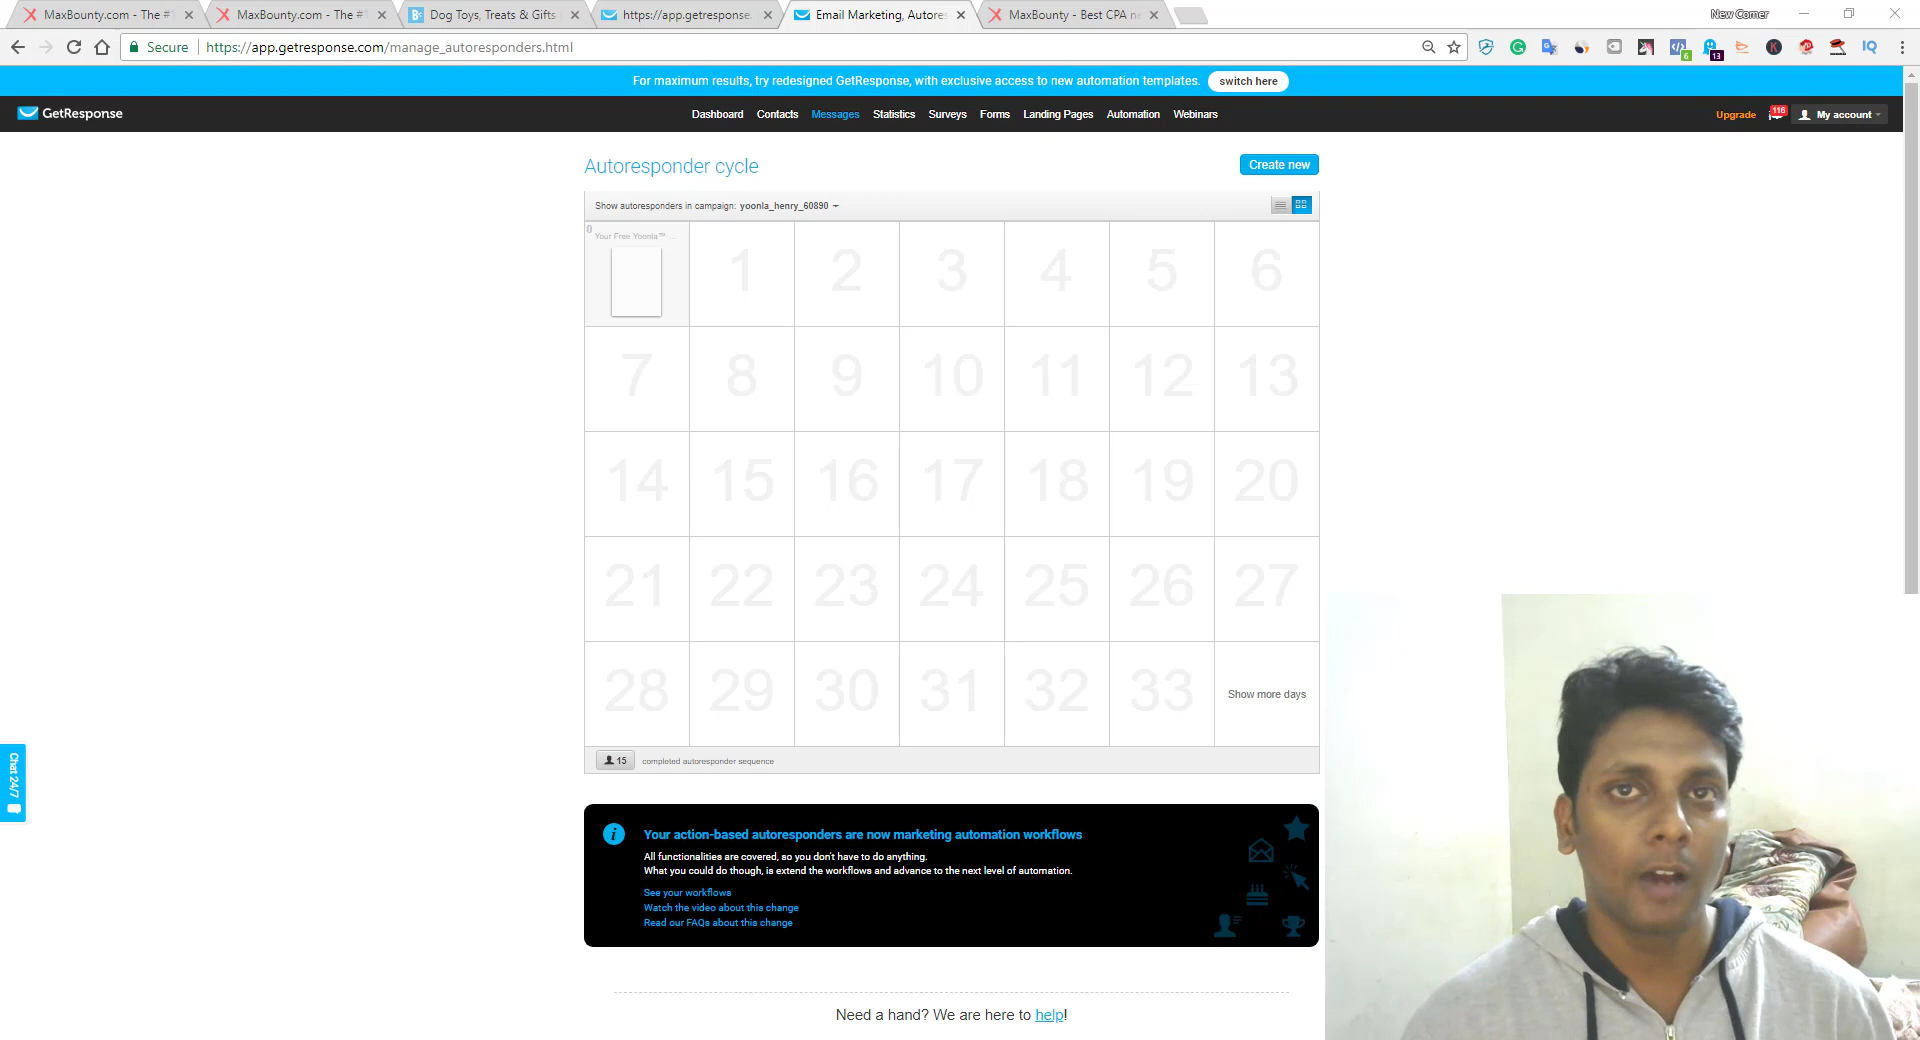 MaxBounty.com - The #1
MaxBounty.com - The #
Dog Toys, Treats & Gifts
https://app.getresponse.
Email Marketing, Autores
MaxBounty - Best CPA ne
New Comer
Secure
https://app.getresponse.com/manage_autoresponders.html
6
13
K
IQ
For maximum results, try redesigned GetResponse, with exclusive access to new automation templates.
switch here
GetResponse
Dashboard
Contacts
Messages
Statistics
Surveys
Forms
Landing Pages
Automation
Webinars
Upgrade
116
My account
Autoresponder cycle
Create new
Show autoresponders in campaign: yoonla_henry_60890
0
Your Free Yoonla™ ...
1
2
3
4
5
6
7
8
9
10
11
12
13
14
15
16
17
18
19
20
21
22
23
24
25
26
27
28
29
30
31
32
33
Show more days
15
completed autoresponder sequence
Chat 24/7
i
Your action-based autoresponders are now marketing automation workflows
All functionalities are covered, so you don't have to do anything.
What you could do though, is extend the workflows and advance to the next level of automation.
See your workflows
Watch the video about this change
Read our FAQs about this change
Need a hand? We are here to help!